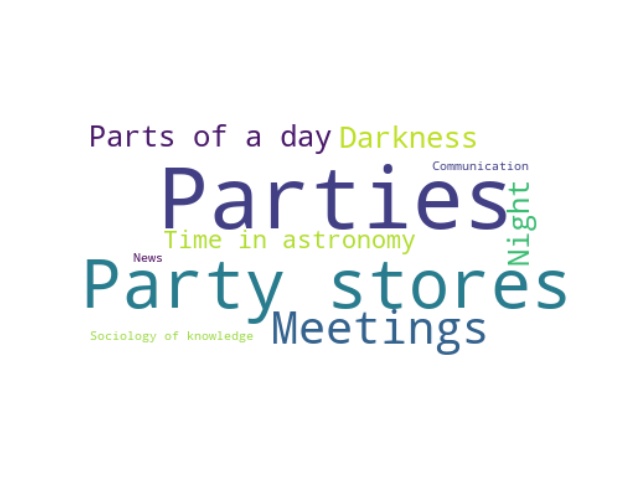 Parts of a day
Darkness
Communication
Parties
Night
Time in astronomy
News
Party stores
Meetings
Sociology of knowledge